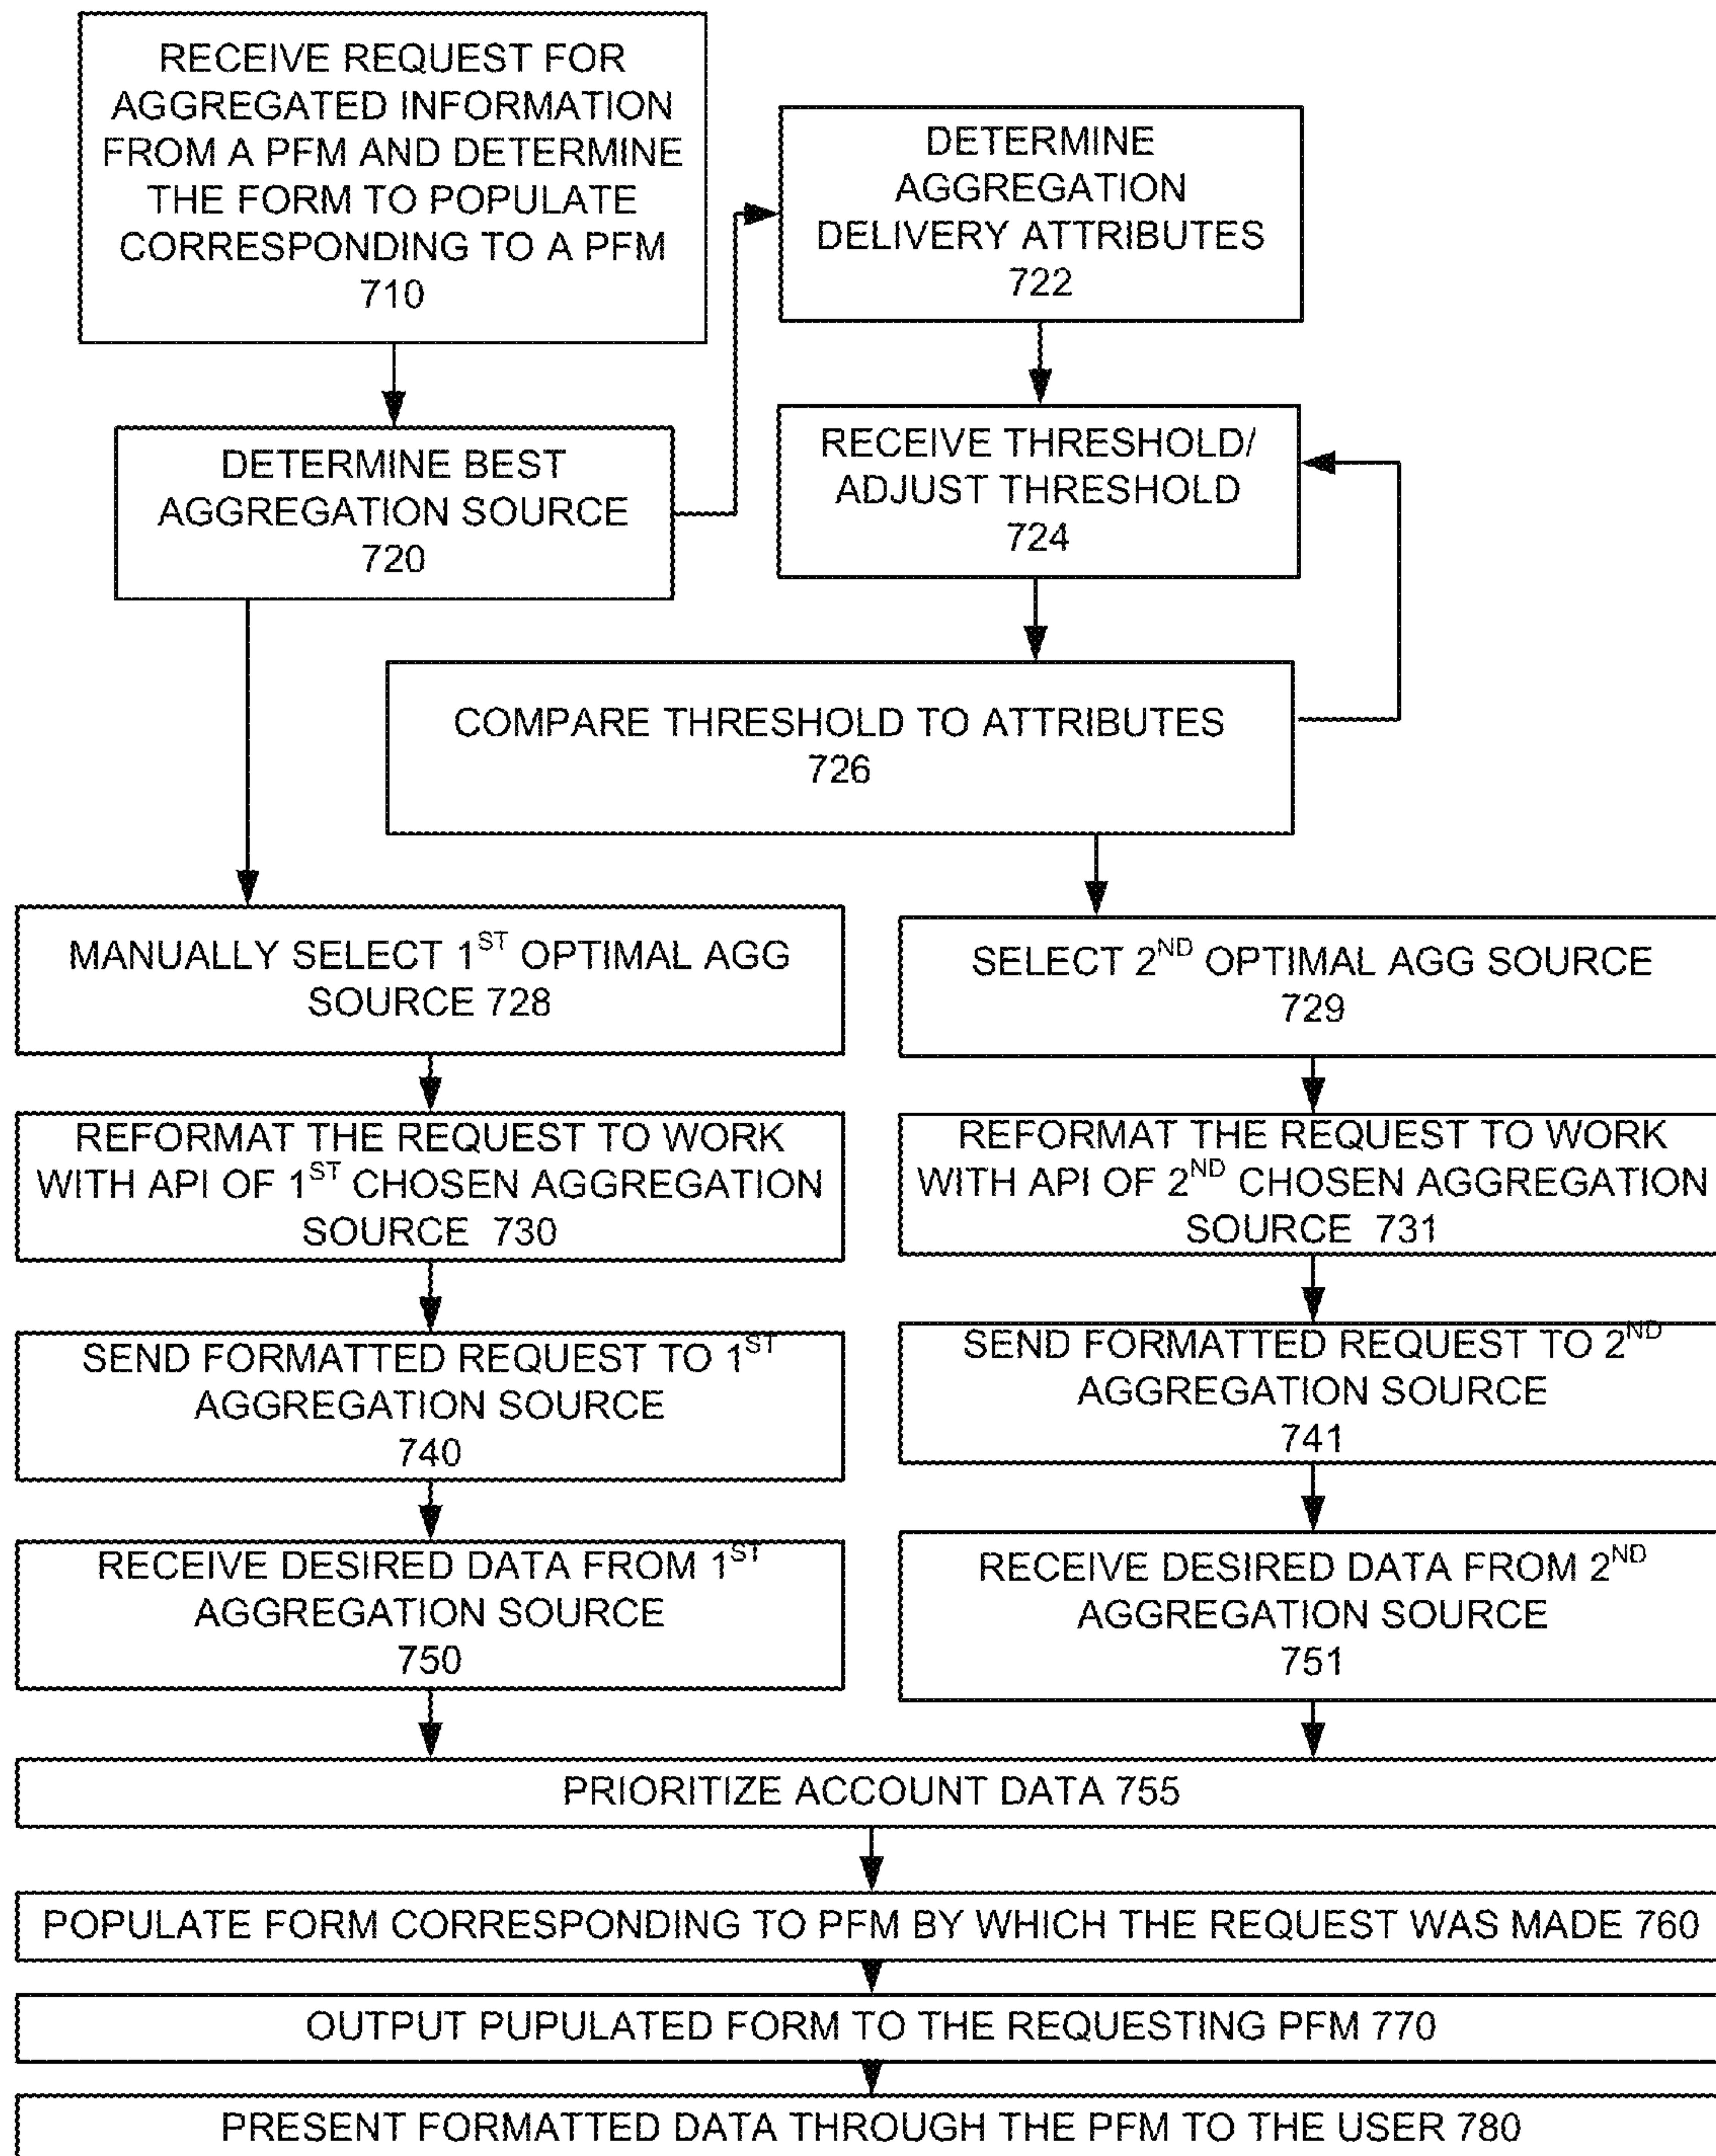 RECEIVE REQUEST FOR
AGGREGATED INFORMATION
FROM A PFM AND DETERMINE
THE FORM TO POPULATE
CORRESPONDING TO A PFM
710
DETERMINE
AGGREGATION
DELIVERY ATTRIBUTES
722
DETERMINE BEST
AGGREGATION SOURCE
720
RECEIVE THRESHOLD/
ADJUST THRESHOLD
724
COMPARE THRESHOLD TO ATTRIBUTES
726
MANUALLY SELECT 1ST OPTIMAL AGG
SOURCE 728
SELECT 2ND OPTIMAL AGG SOURCE
729
REFORMAT THE REQUEST TO WORK
WITH API OF 1ST CHOSEN AGGREGATION
SOURCE 730
REFORMAT THE REQUEST TO WORK
WITH API OF 2ND CHOSEN AGGREGATION
SOURCE 731
SEND FORMATTED REQUEST TO 1ST
AGGREGATION SOURCE
740
SEND FORMATTED REQUEST TO 2ND
AGGREGATION SOURCE
741
RECEIVE DESIRED DATA FROM 1ST
AGGREGATION SOURCE
750
RECEIVE DESIRED DATA FROM 2ND
AGGREGATION SOURCE
751
PRIORITIZE ACCOUNT DATA 755
POPULATE FORM CORRESPONDING TO PFM BY WHICH THE REQUEST WAS MADE 760
OUTPUT PUPULATED FORM TO THE REQUESTING PFM 770
PRESENT FORMATTED DATA THROUGH THE PFM TO THE USER 780